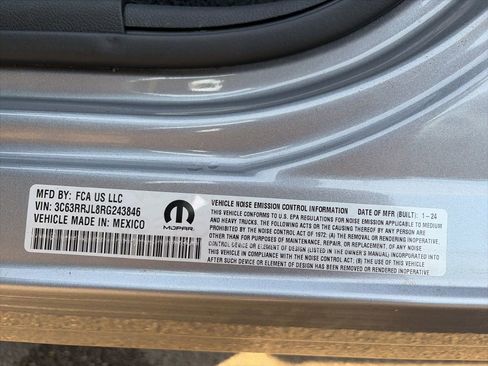 MFD BY: FCA US LLC
VIN: 3C63RRJL8RG243846
VEHICLE MADE IN: MEXICO
MOPAR
VEHICLE NOISE EMISSION CONTROL INFORMATION DATE OF MFR (BUILT): 1-24
THIS VEHICLE CONFORMS TO U.S. EPA REGULATIONS FOR NOISE EMISSION APPLICABLE TO MEDIUM
AND HEAVY TRUCKS. THE FOLLOWING ACTS OR CAUSING THEREOF BY ANY PERSON ARE
PROHIBITED BY THE NOISE CONTROL ACT OF 1972: (A) THE REMOVAL OR RENDERING INOPERATIVE,
OTHER THAN FOR PURPOSES OF MAINTENANCE, REPAIR, OR REPLACEMENT, OF ANY NOISE
CONTROL DEVICE OR ELEMENT OF DESIGN (LISTED IN THE OWNER'S MANUAL) INCORPORATED INTO
THIS VEHICLE IN COMPLIANCE WITH THE NOISE CONTROL ACT; (B) THE USE OF THIS VEHICLE
AFTER SUCH DEVICE OR ELEMENT OF DESIGN HAS BEEN REMOVED OR RENDERED INOPERATIVE